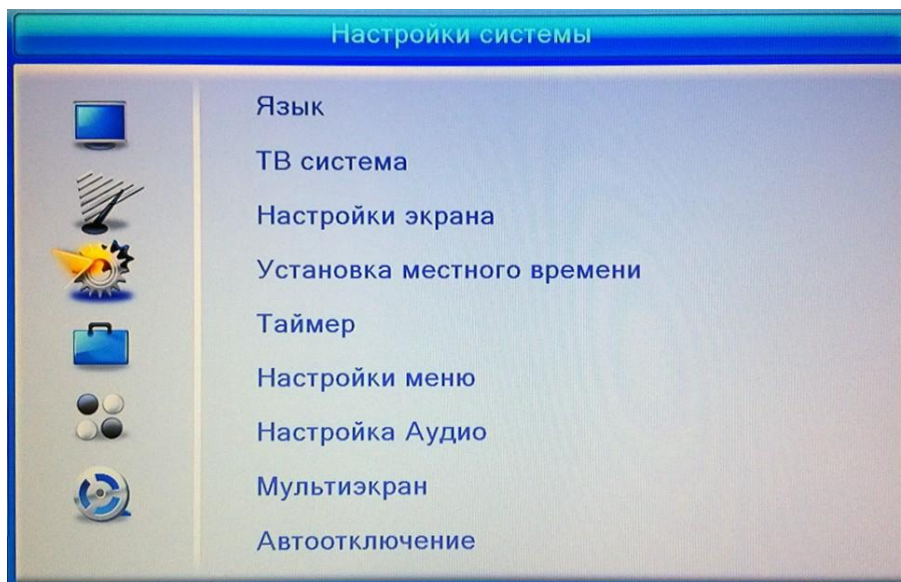 Настройки системы
Язык
ТВ система
Настройки экрана
Установка местного времени
Таймер
Настройки меню
Настройка Аудио
Мультиэкран
Автоотключение